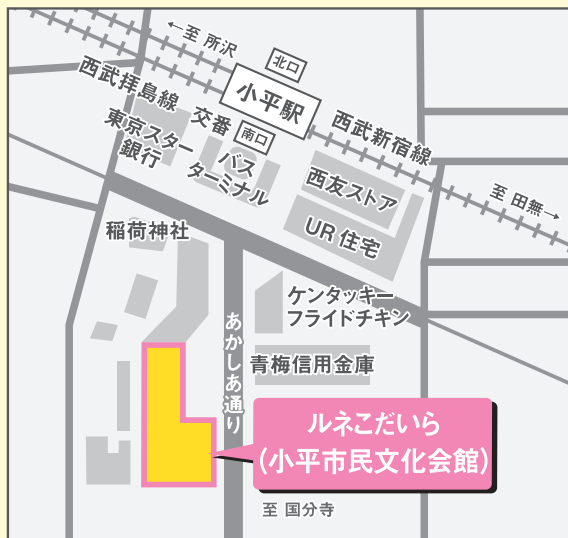 ←至 所沢
北口
小平駅
西武拝島線
交番
南口
西武新宿線
東京スター
銀行
バス
ターミナル
西友ストア
至 田無→
UR 住宅
稲荷神社
ケンタッキー
フライドチキン
あかしあ通り
青梅信用金庫
ルネこだいら
(小平市民文化会館)
至 国分寺